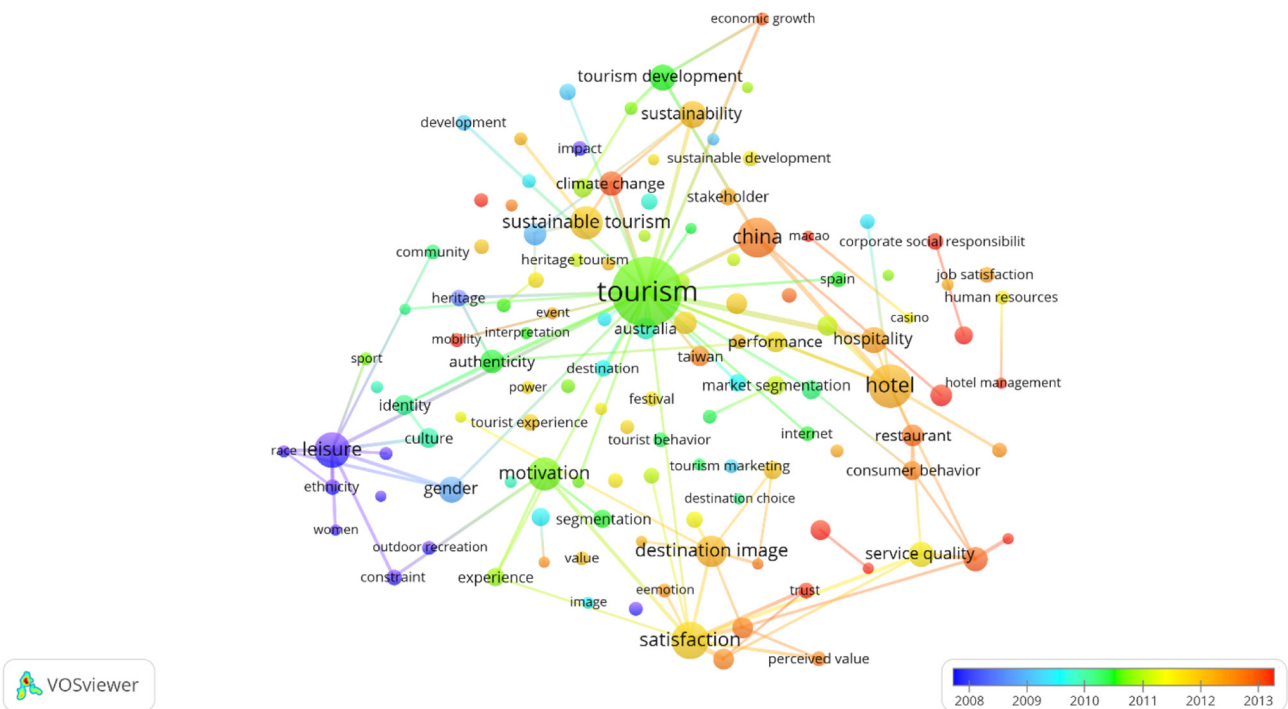 economic growth
tourism development
sustainability
development
impact
sustainable development
climate change
stakeholder
sustainable tourism
china
macao
corporate social responsibilit
community
heritage tourism
spain
job satisfaction
tourism
heritage
human resources
event
casino
australia
mobility
interpretation
performance
hospitality
sport
authenticity
taiwan
destination
power
market segmentation
hotel
hotel management
festival
identity
tourist experience
culture
tourist behavior
internet
restaurant
race
leisure
motivation
tourism marketing
consumer behavior
ethnicity
gender
destination choice
women
segmentation
outdoor recreation
destination image
service quality
value
constraint
experience
eemotion
trust
image
satisfaction
perceived value
VOSviewer
2008
2009
2010
2011
2012
2013